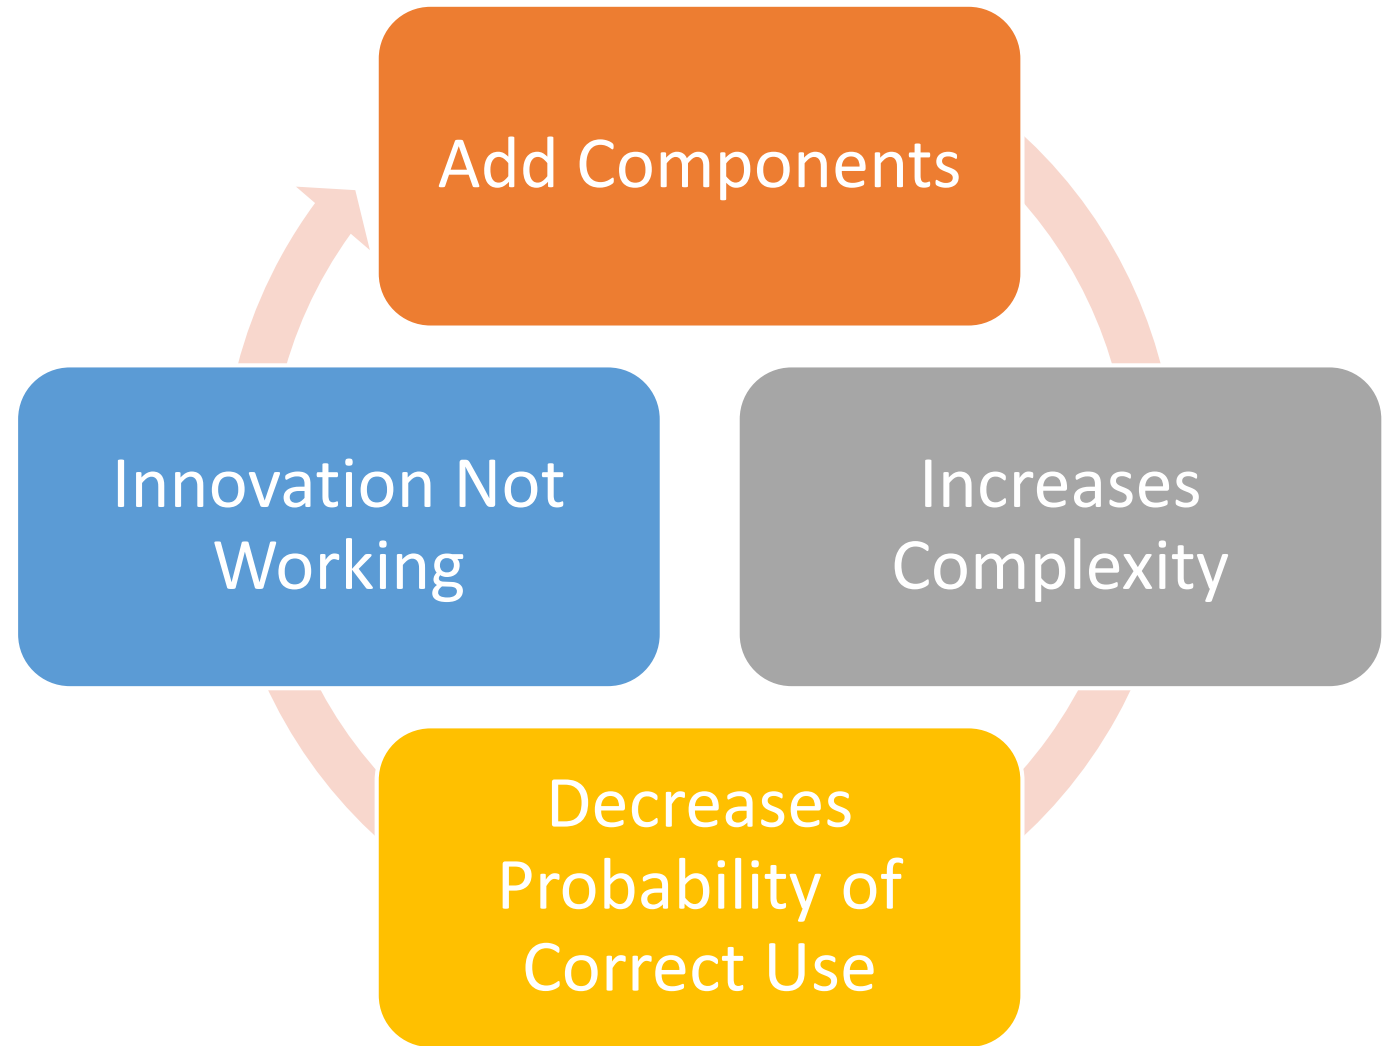 Add Components
Increases
Complexity
Decreases
Probability of
Correct Use
Innovation Not
Working